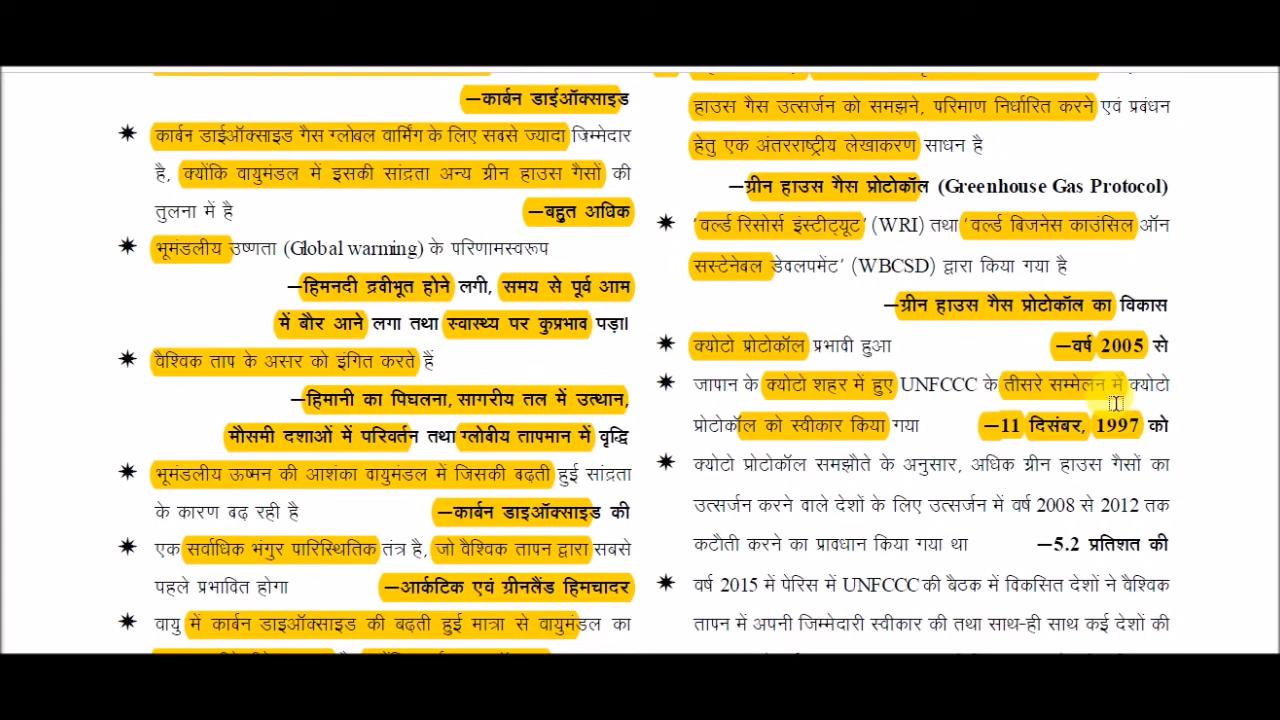 —कार्बन डाईऑक्साइड
✷ कार्बन डाईऑक्साइड गैस ग्लोबल वार्मिंग के लिए सबसे ज्यादा जिम्मेदार
है, क्योंकि वायुमंडल में इसकी सांद्रता अन्य ग्रीन हाउस गैसों की
तुलना में है —बहुत अधिक
✷ भूमंडलीय उष्णता (Global warming) के परिणामस्वरूप
—हिमनदी द्रवीभूत होने लगी, समय से पूर्व आम
में बौर आने लगा तथा स्वास्थ्य पर कुप्रभाव पड़ा।
✷ वैश्विक ताप के असर को इंगित करते हैं
—हिमानी का पिघलना, सागरीय तल में उत्थान,
मौसमी दशाओं में परिवर्तन तथा ग्लोबीय तापमान में वृद्धि
✷ भूमंडलीय ऊष्मन की आशंका वायुमंडल में जिसकी बढ़ती हुई सांद्रता
के कारण बढ़ रही है —कार्बन डाइऑक्साइड की
✷ एक सर्वाधिक भंगुर पारिस्थितिक तंत्र है, जो वैश्विक तापन द्वारा सबसे
पहले प्रभावित होगा —आर्कटिक एवं ग्रीनलैंड हिमचादर
✷ वायु में कार्बन डाइऑक्साइड की बढ़ती हुई मात्रा से वायुमंडल का
हाउस गैस उत्सर्जन को समझने, परिमाण निर्धारित करने एवं प्रबंधन
हेतु एक अंतरराष्ट्रीय लेखाकरण साधन है
—ग्रीन हाउस गैस प्रोटोकॉल (Greenhouse Gas Protocol)
✷ 'वर्ल्ड रिसोर्स इंस्टीट्यूट' (WRI) तथा 'वर्ल्ड बिजनेस काउंसिल ऑन
सस्टेनेबल डेवलपमेंट' (WBCSD) द्वारा किया गया है
—ग्रीन हाउस गैस प्रोटोकॉल का विकास
✷ क्योटो प्रोटोकॉल प्रभावी हुआ —वर्ष 2005 से
✷ जापान के क्योटो शहर में हुए UNFCCC के तीसरे सम्मेलन में क्योटो
प्रोटोकॉल को स्वीकार किया गया —11 दिसंबर, 1997 को
✷ क्योटो प्रोटोकॉल समझौते के अनुसार, अधिक ग्रीन हाउस गैसों का
उत्सर्जन करने वाले देशों के लिए उत्सर्जन में वर्ष 2008 से 2012 तक
कटौती करने का प्रावधान किया गया था —5.2 प्रतिशत की
✷ वर्ष 2015 में पेरिस में UNFCCC की बैठक में विकसित देशों ने वैश्विक
तापन में अपनी जिम्मेदारी स्वीकार की तथा साथ-ही साथ कई देशों की